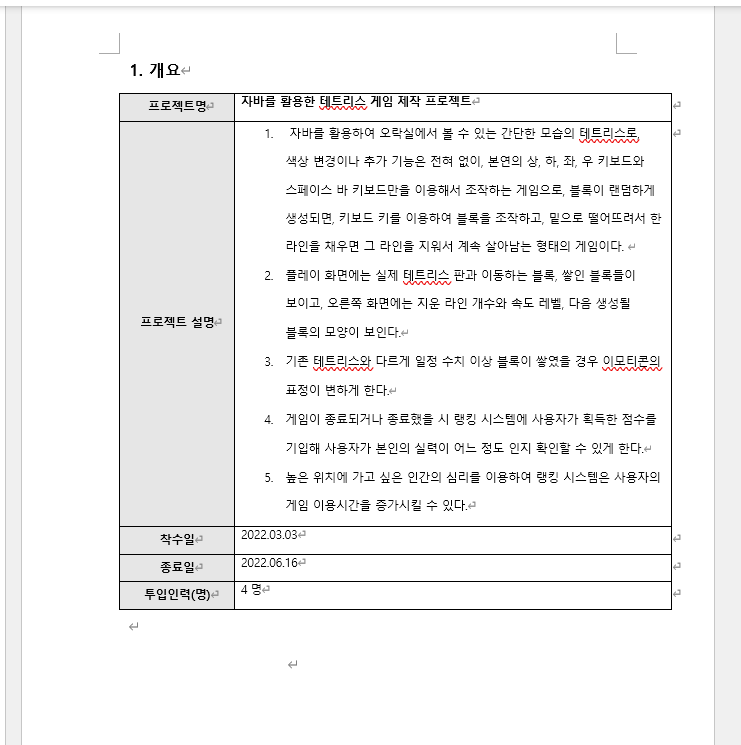 1. 개요
프로젝트명
자바를 활용한 테트리스 게임 제작 프로젝트
프로젝트 설명
1. 자바를 활용하여 오락실에서 볼 수 있는 간단한 모습의 테트리스로,
색상 변경이나 추가 기능은 전혀 없이, 본연의 상, 하, 좌, 우 키보드와
스페이스 바 키보드만을 이용해서 조작하는 게임으로, 블록이 랜덤하게
생성되면, 키보드 키를 이용하여 블록을 조작하고, 밑으로 떨어뜨려서 한
라인을 채우면 그 라인을 지워서 계속 살아남는 형태의 게임이다.
2. 플레이 화면에는 실제 테트리스 판과 이동하는 블록, 쌓인 블록들이
보이고, 오른쪽 화면에는 지운 라인 개수와 속도 레벨, 다음 생성될
블록의 모양이 보인다.
3. 기존 테트리스와 다르게 일정 수치 이상 블록이 쌓였을 경우 이모티콘의
표정이 변하게 한다.
4. 게임이 종료되거나 종료했을 시 랭킹 시스템에 사용자가 획득한 점수를
기입해 사용자가 본인의 실력이 어느 정도 인지 확인할 수 있게 한다.
5. 높은 위치에 가고 싶은 인간의 심리를 이용하여 랭킹 시스템은 사용자의
게임 이용시간을 증가시킬 수 있다.
착수일
2022.03.03
종료일
2022.06.16
투입인력(명)
4 명